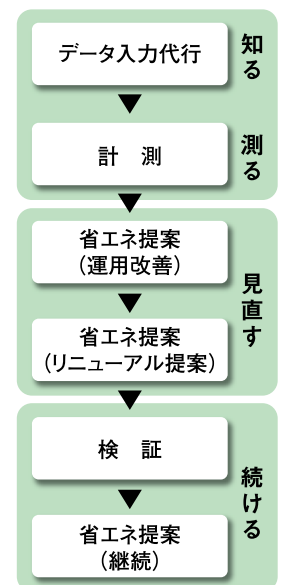 データ入力代行
知る
計　測
測る
省エネ提案
(運用改善)
見直す
省エネ提案
(リニューアル提案)
検　証
続ける
省エネ提案
(継続)